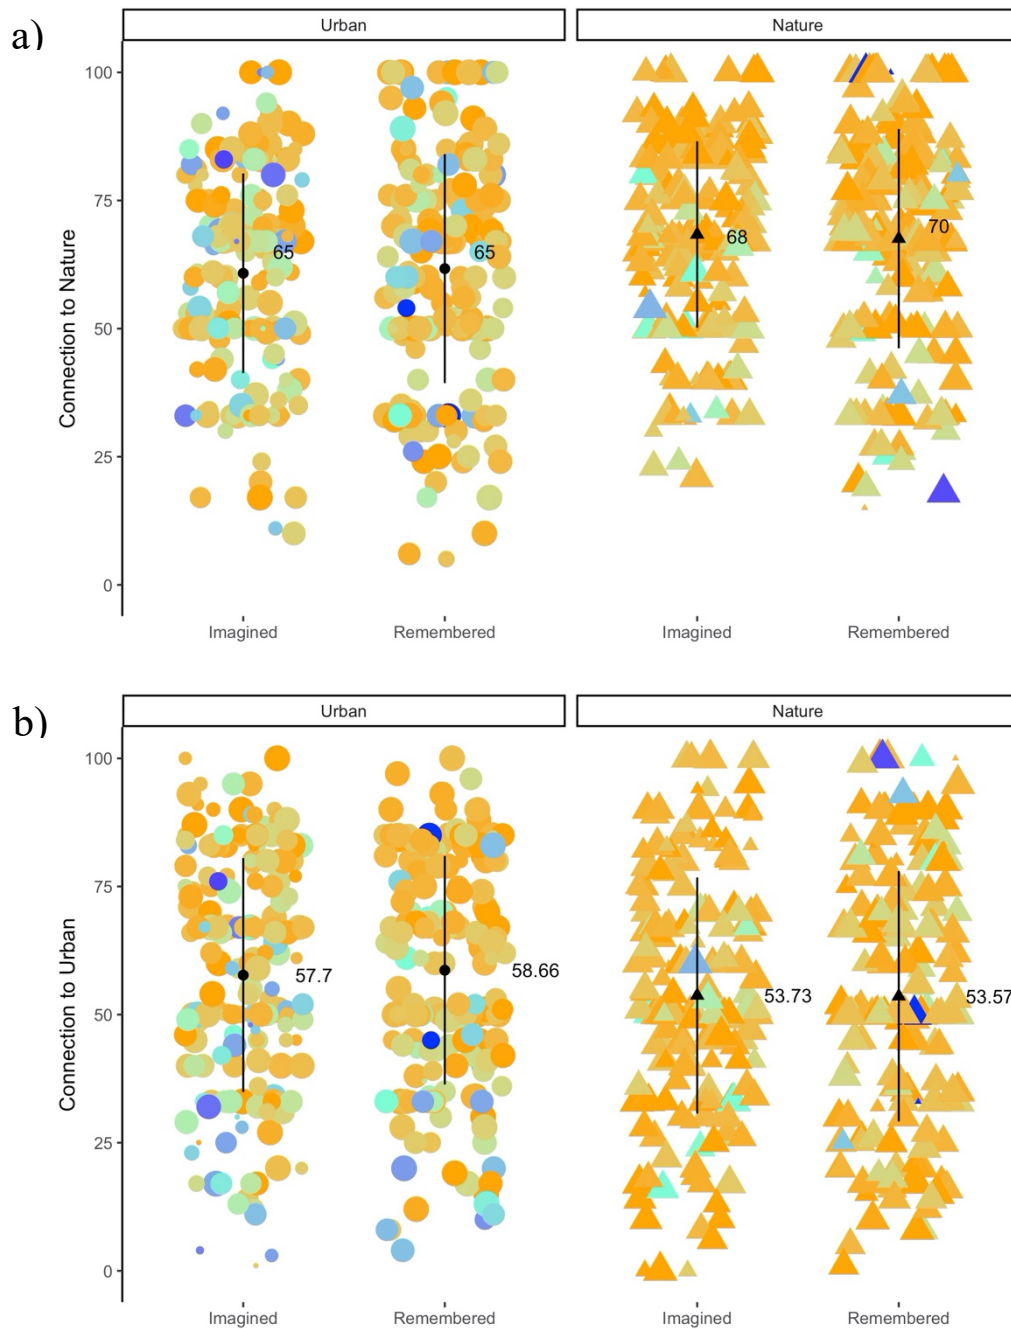 a)
Urban
Nature
Connection to Nature
100
75
50
25
0
65
65
68
70
Imagined
Remembered
Imagined
Remembered
b)
Urban
Nature
Connection to Urban
100
75
50
25
0
57.7
58.66
53.73
53.57
Imagined
Remembered
Imagined
Remembered